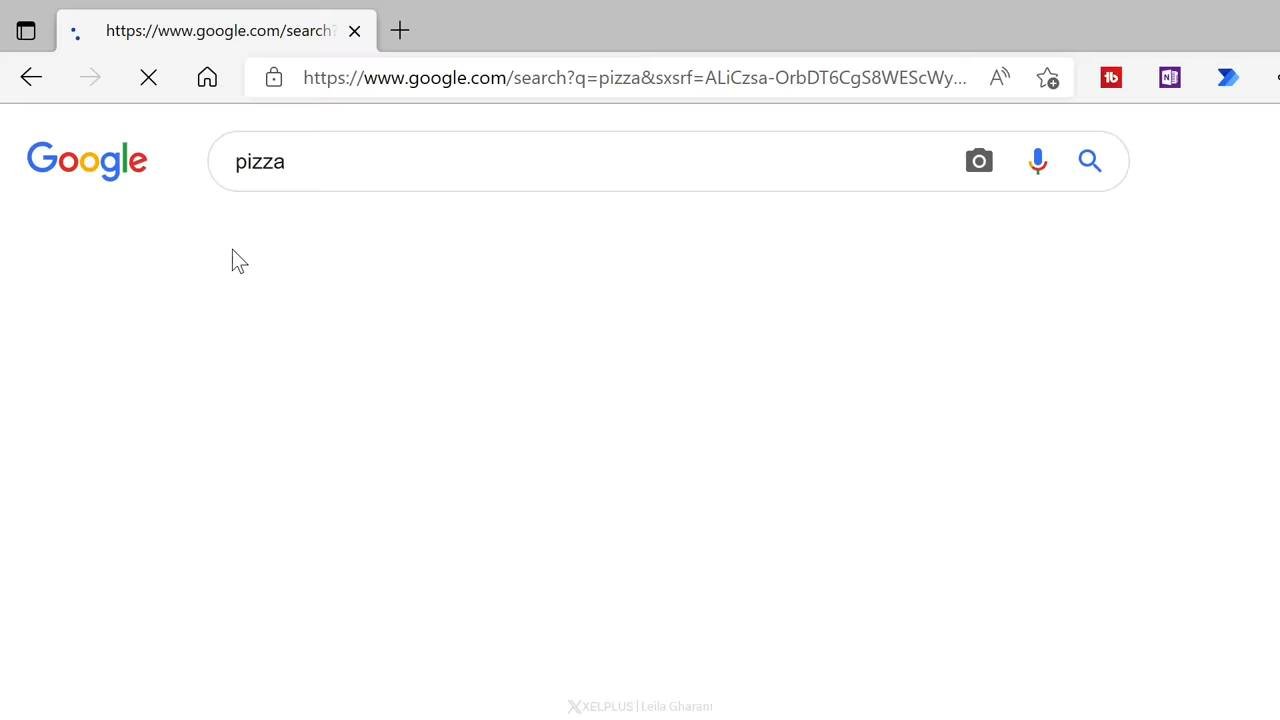 https://www.google.com/search?
https://www.google.com/search?q=pizza&sxsrf=ALiCzsa-OrbDT6CgS8WEScWy...
Google
pizza
XELPLUS | Leila Gharani